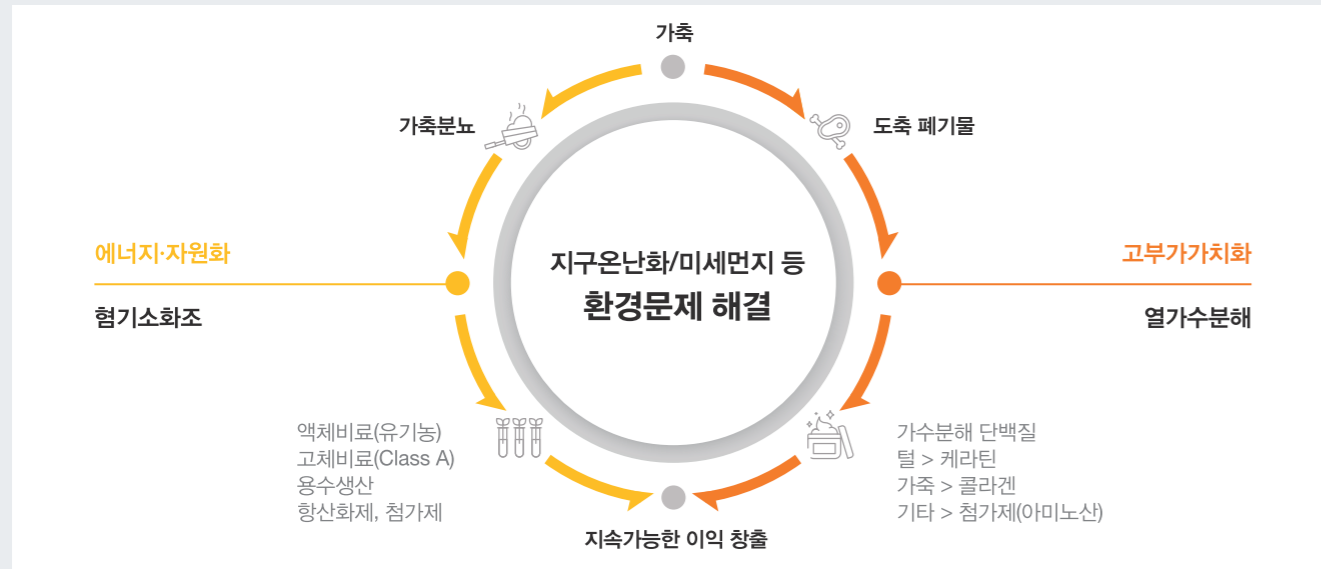 가축
가축분뇨
도축 폐기물
에너지·자원화
혐기소화조
지구온난화/미세먼지 등
환경문제 해결
고부가가치화
열가수분해
액체비료(유기농)
고체비료(Class A)
용수생산
항산화제, 첨가제
가수분해 단백질
털 > 케라틴
가죽 > 콜라겐
기타 > 첨가제(아미노산)
지속가능한 이익 창출